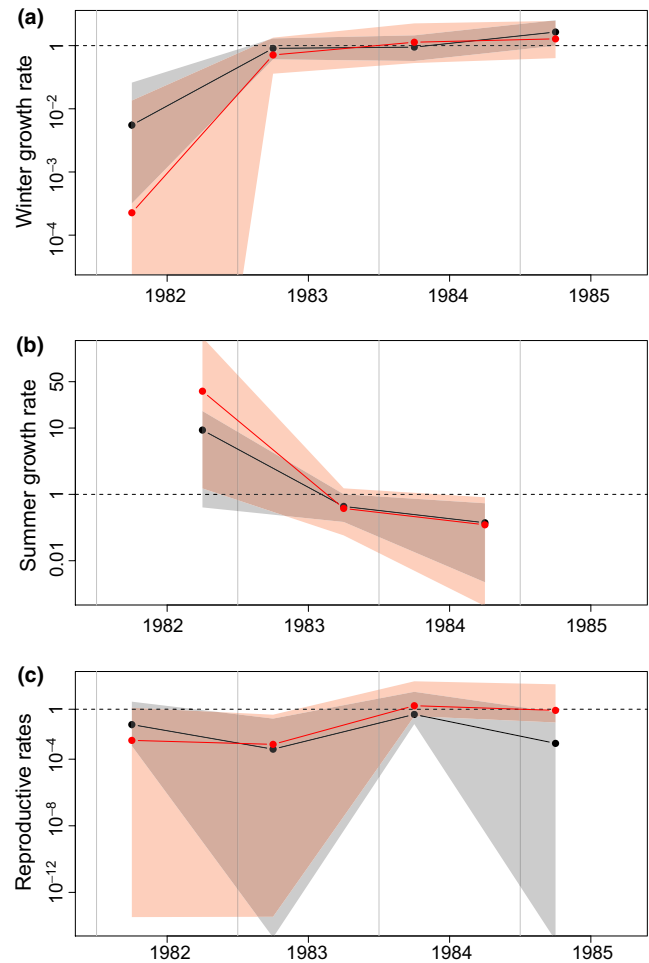 (a)
Winter growth rate
1
10⁻²
10⁻³
10⁻⁴
1982 1983 1984 1985
(b)
Summer growth rate
50
10
1
0.01
1982 1983 1984 1985
(c)
Reproductive rates
1
10⁻⁴
10⁻⁸
10⁻¹²
1982 1983 1984 1985